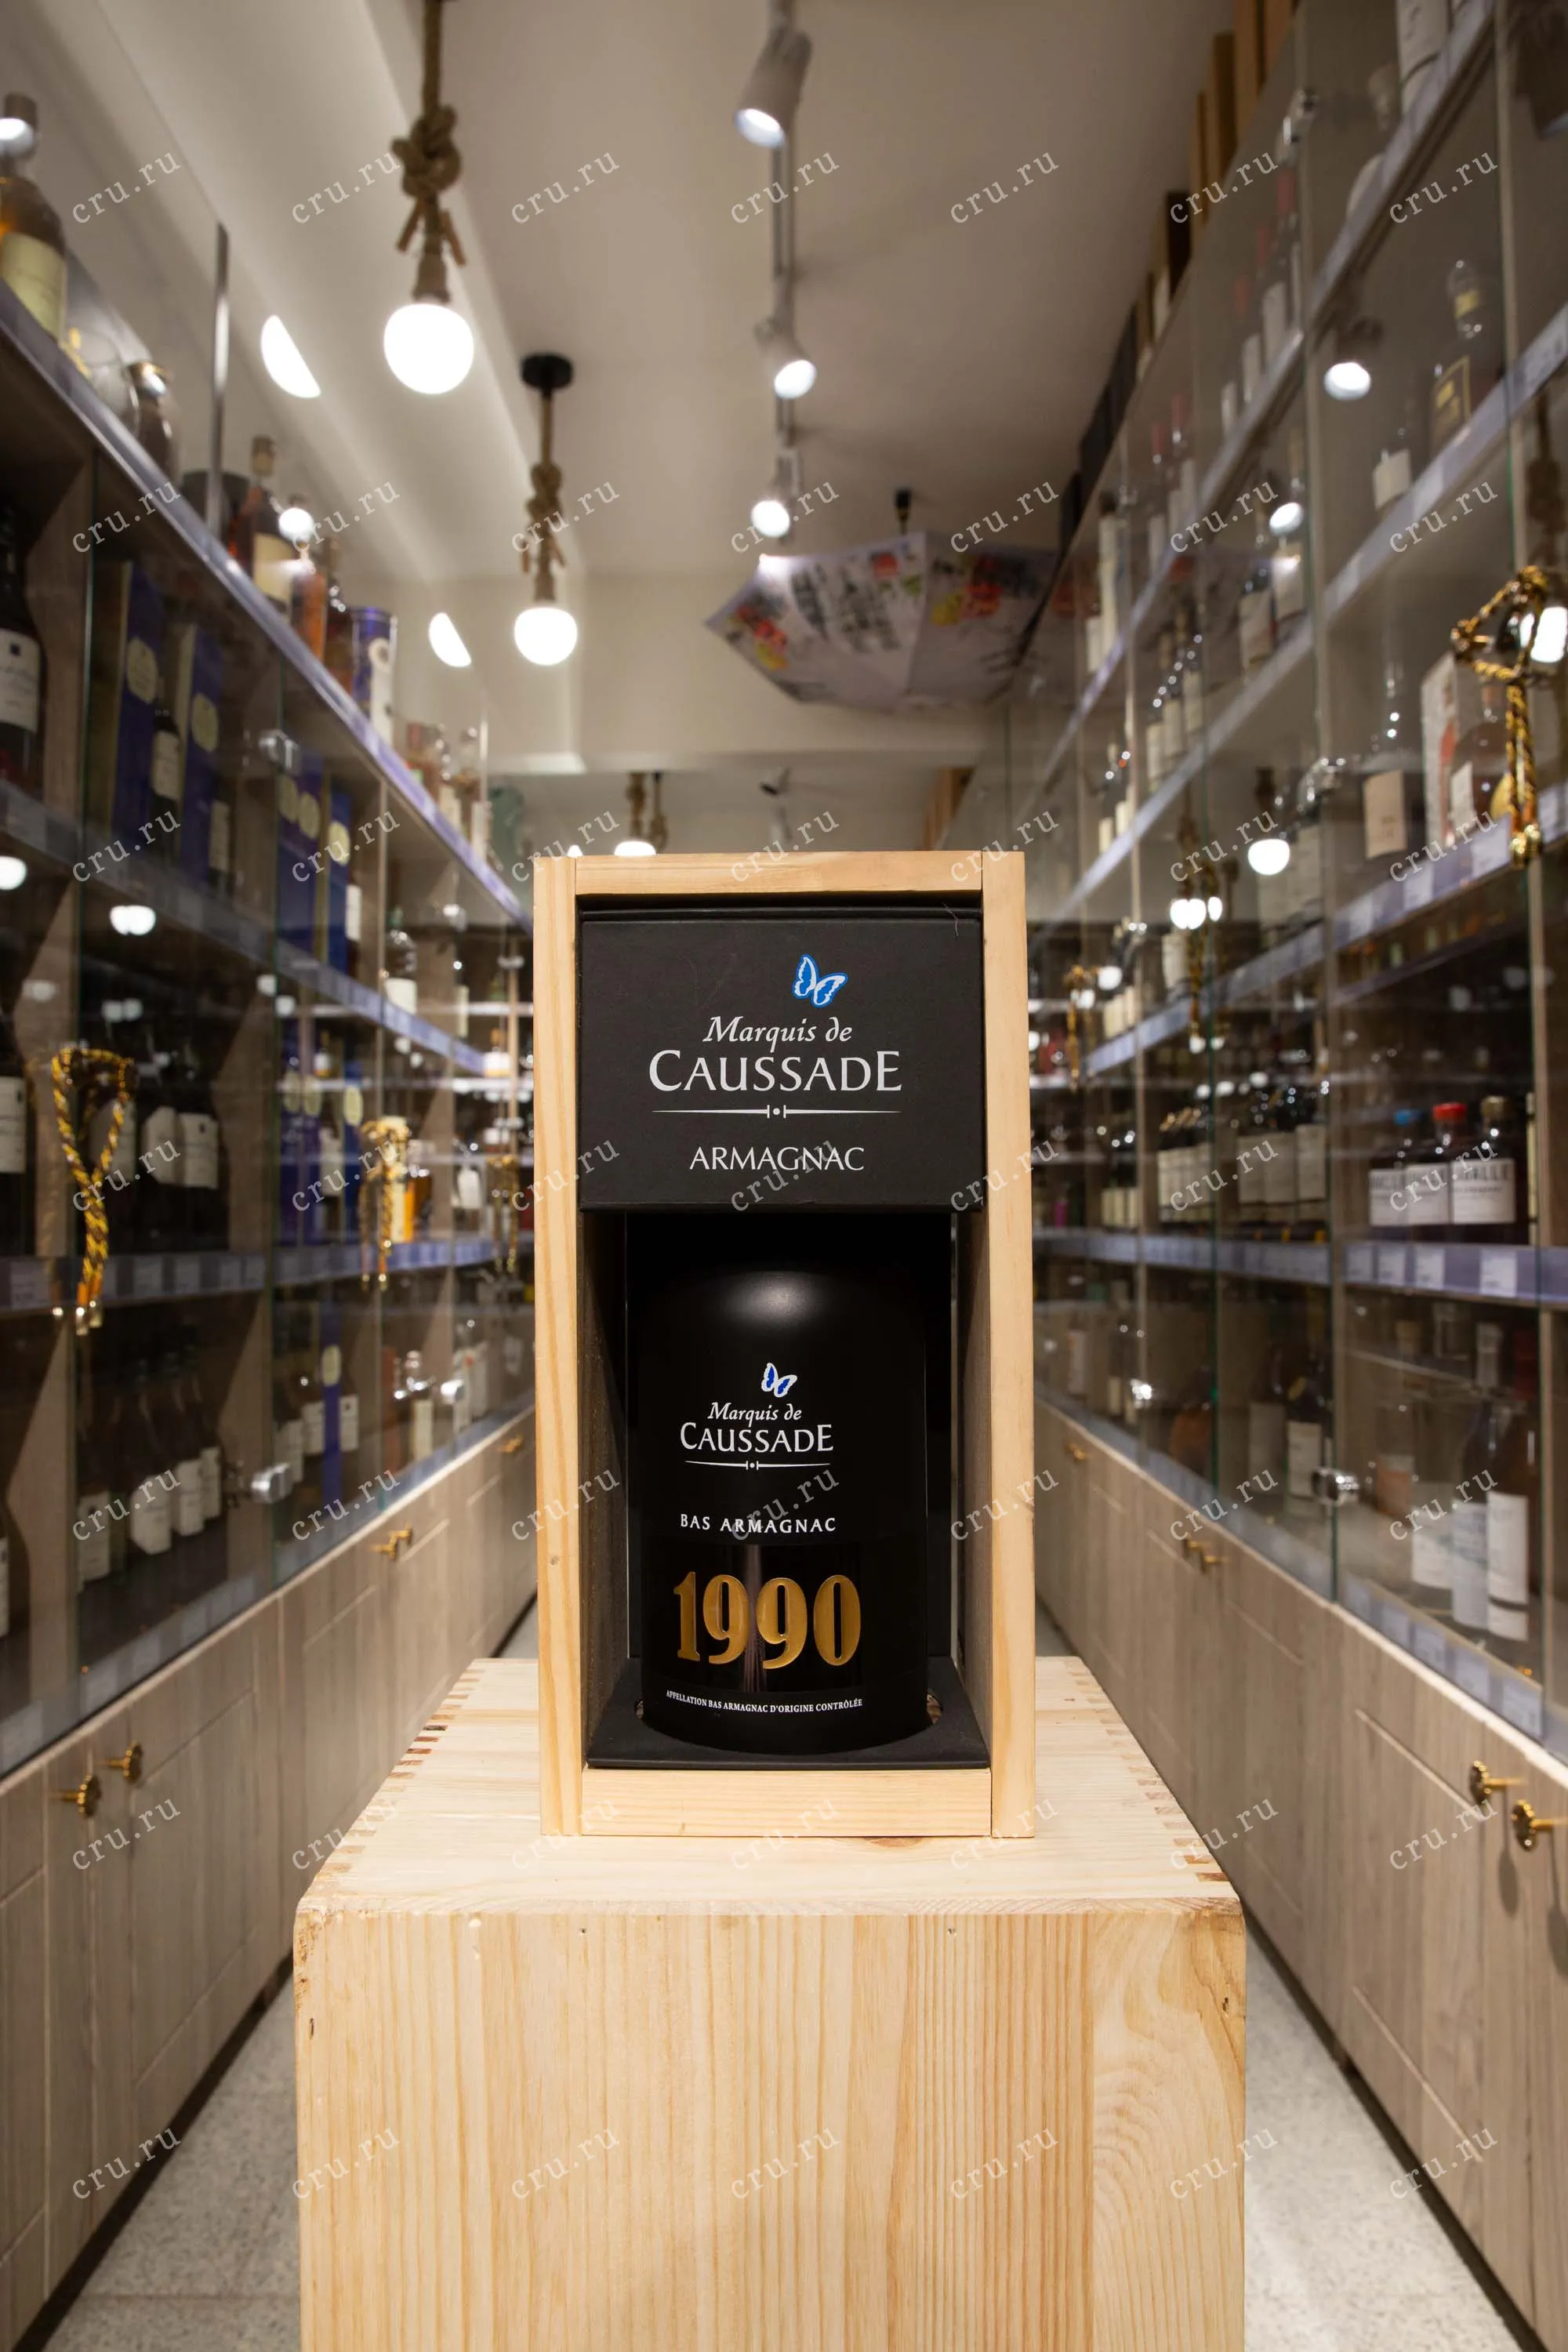 Marquis de
CAUSSADE
ARMAGNAC
Marquis de
CAUSSADE
BAS ARMAGNAC
1990
APPELLATION BAS ARMAGNAC D'ORIGINE CONTRÔLÉE
cru.ru